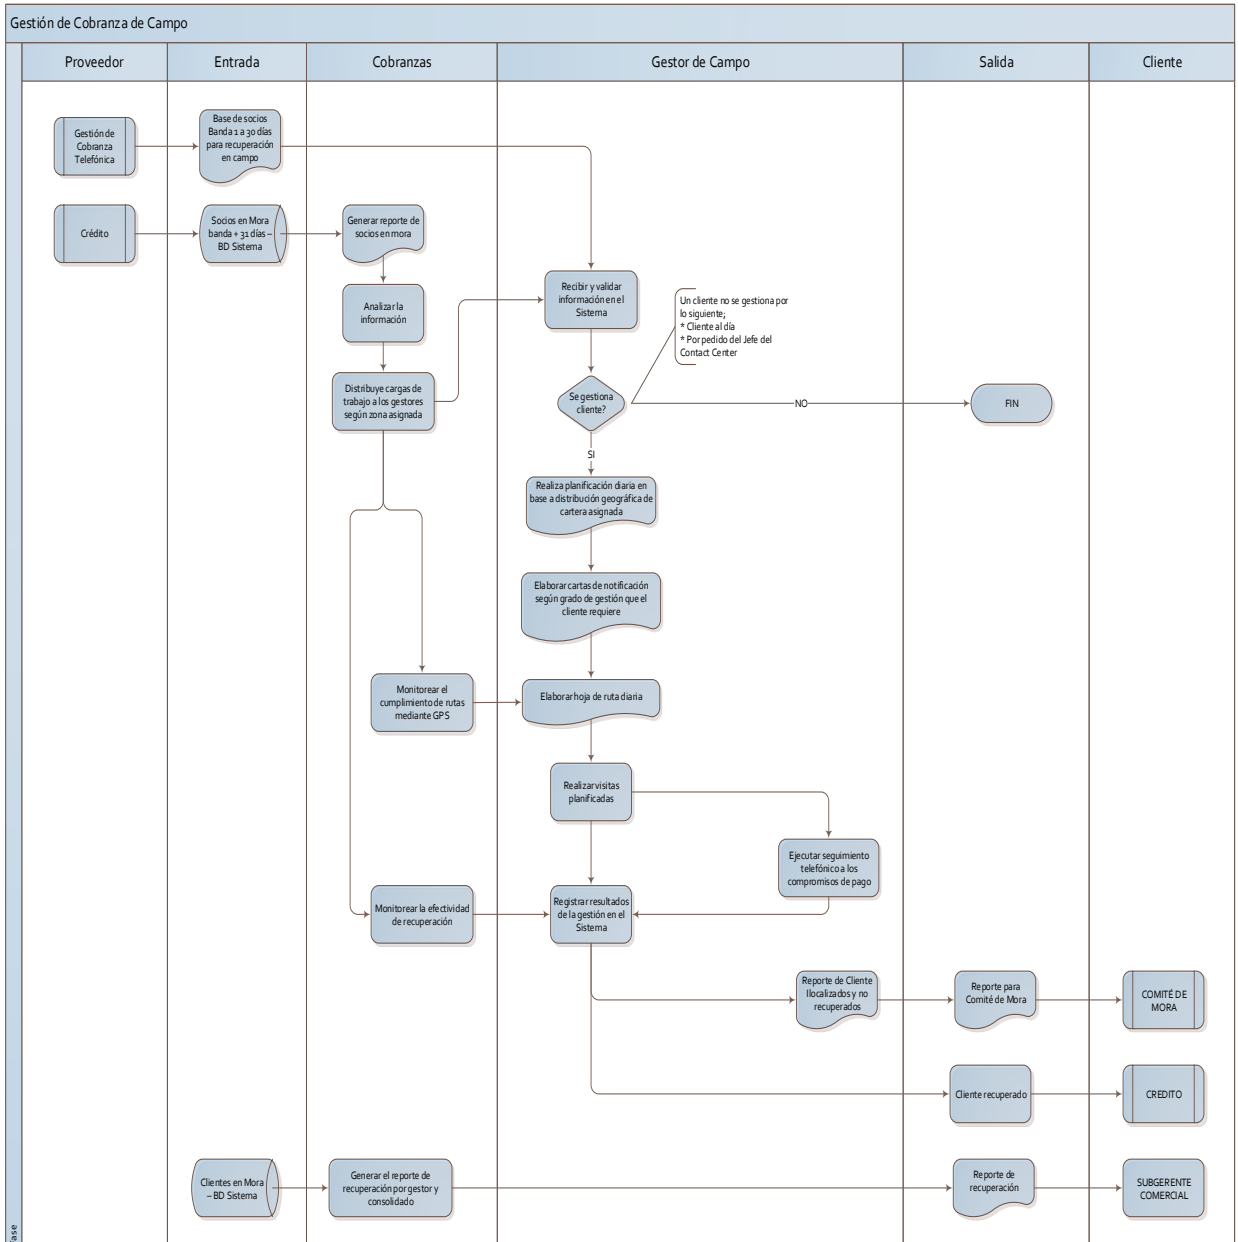 Gestión de Cobranza de Campo
Proveedor
Entrada
Cobranzas
Gestor de Campo
Salida
Cliente
Gestión de
Cobranza
Telefónica
Base de socios
Banda 1 a 30 días
para recuperación
en campo
Crédito
Socios en Mora
banda + 31 días –
BD Sistema
Generar reporte de
socios en mora
Analizar la
información
Distribuye cargas de
trabajo a los gestores
según zona asignada
Recibir y validar
información en el
Sistema
Un cliente no se gestiona por
lo siguiente;
* Cliente al día
* Por pedido del Jefe del
Contact Center
Se gestiona
cliente?
NO
FIN
SI
Realiza planificación diaria en
base a distribución geográfica de
cartera asignada
Elaborar cartas de notificación
según grado de gestión que el
cliente requiere
Monitorear el
cumplimiento de rutas
mediante GPS
Elaborar hoja de ruta diaria
Realizar visitas
planificadas
Ejecutar seguimiento
telefónico a los
compromisos de pago
Monitorear la efectividad
de recuperación
Registrar resultados
de la gestión en el
Sistema
Reporte de Cliente
Ilocalizados y no
recuperados
Reporte para
Comité de Mora
COMITÉ DE
MORA
Cliente recuperado
CREDITO
Clientes en Mora
– BD Sistema
Generar el reporte de
recuperación por gestor y
consolidado
Reporte de
recuperación
SUBGERENTE
COMERCIAL